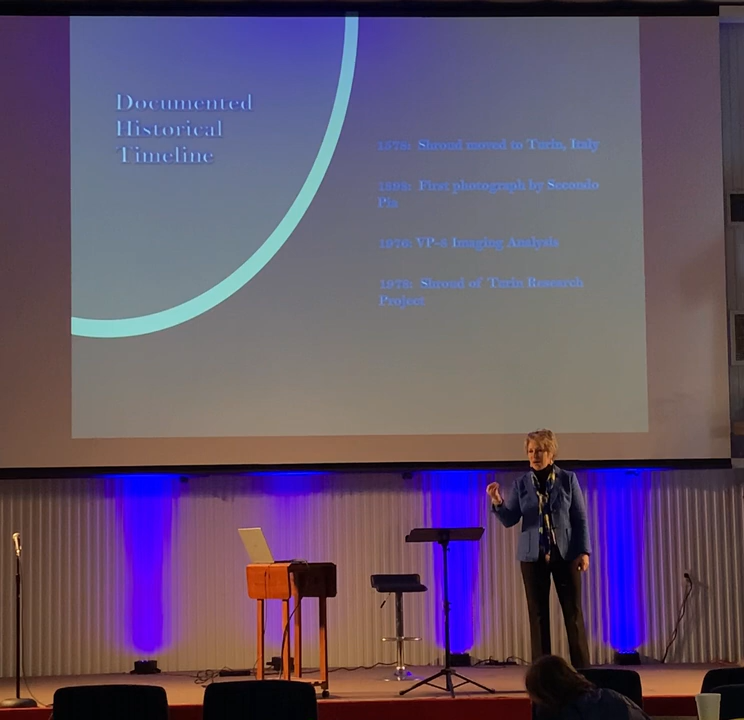 Documented
Historical
Timeline
1578: Shroud moved to Turin, Italy
1898: First photograph by Secondo
Pia
1976: VP-8 Imaging Analysis
1978: Shroud of Turin Research
Project